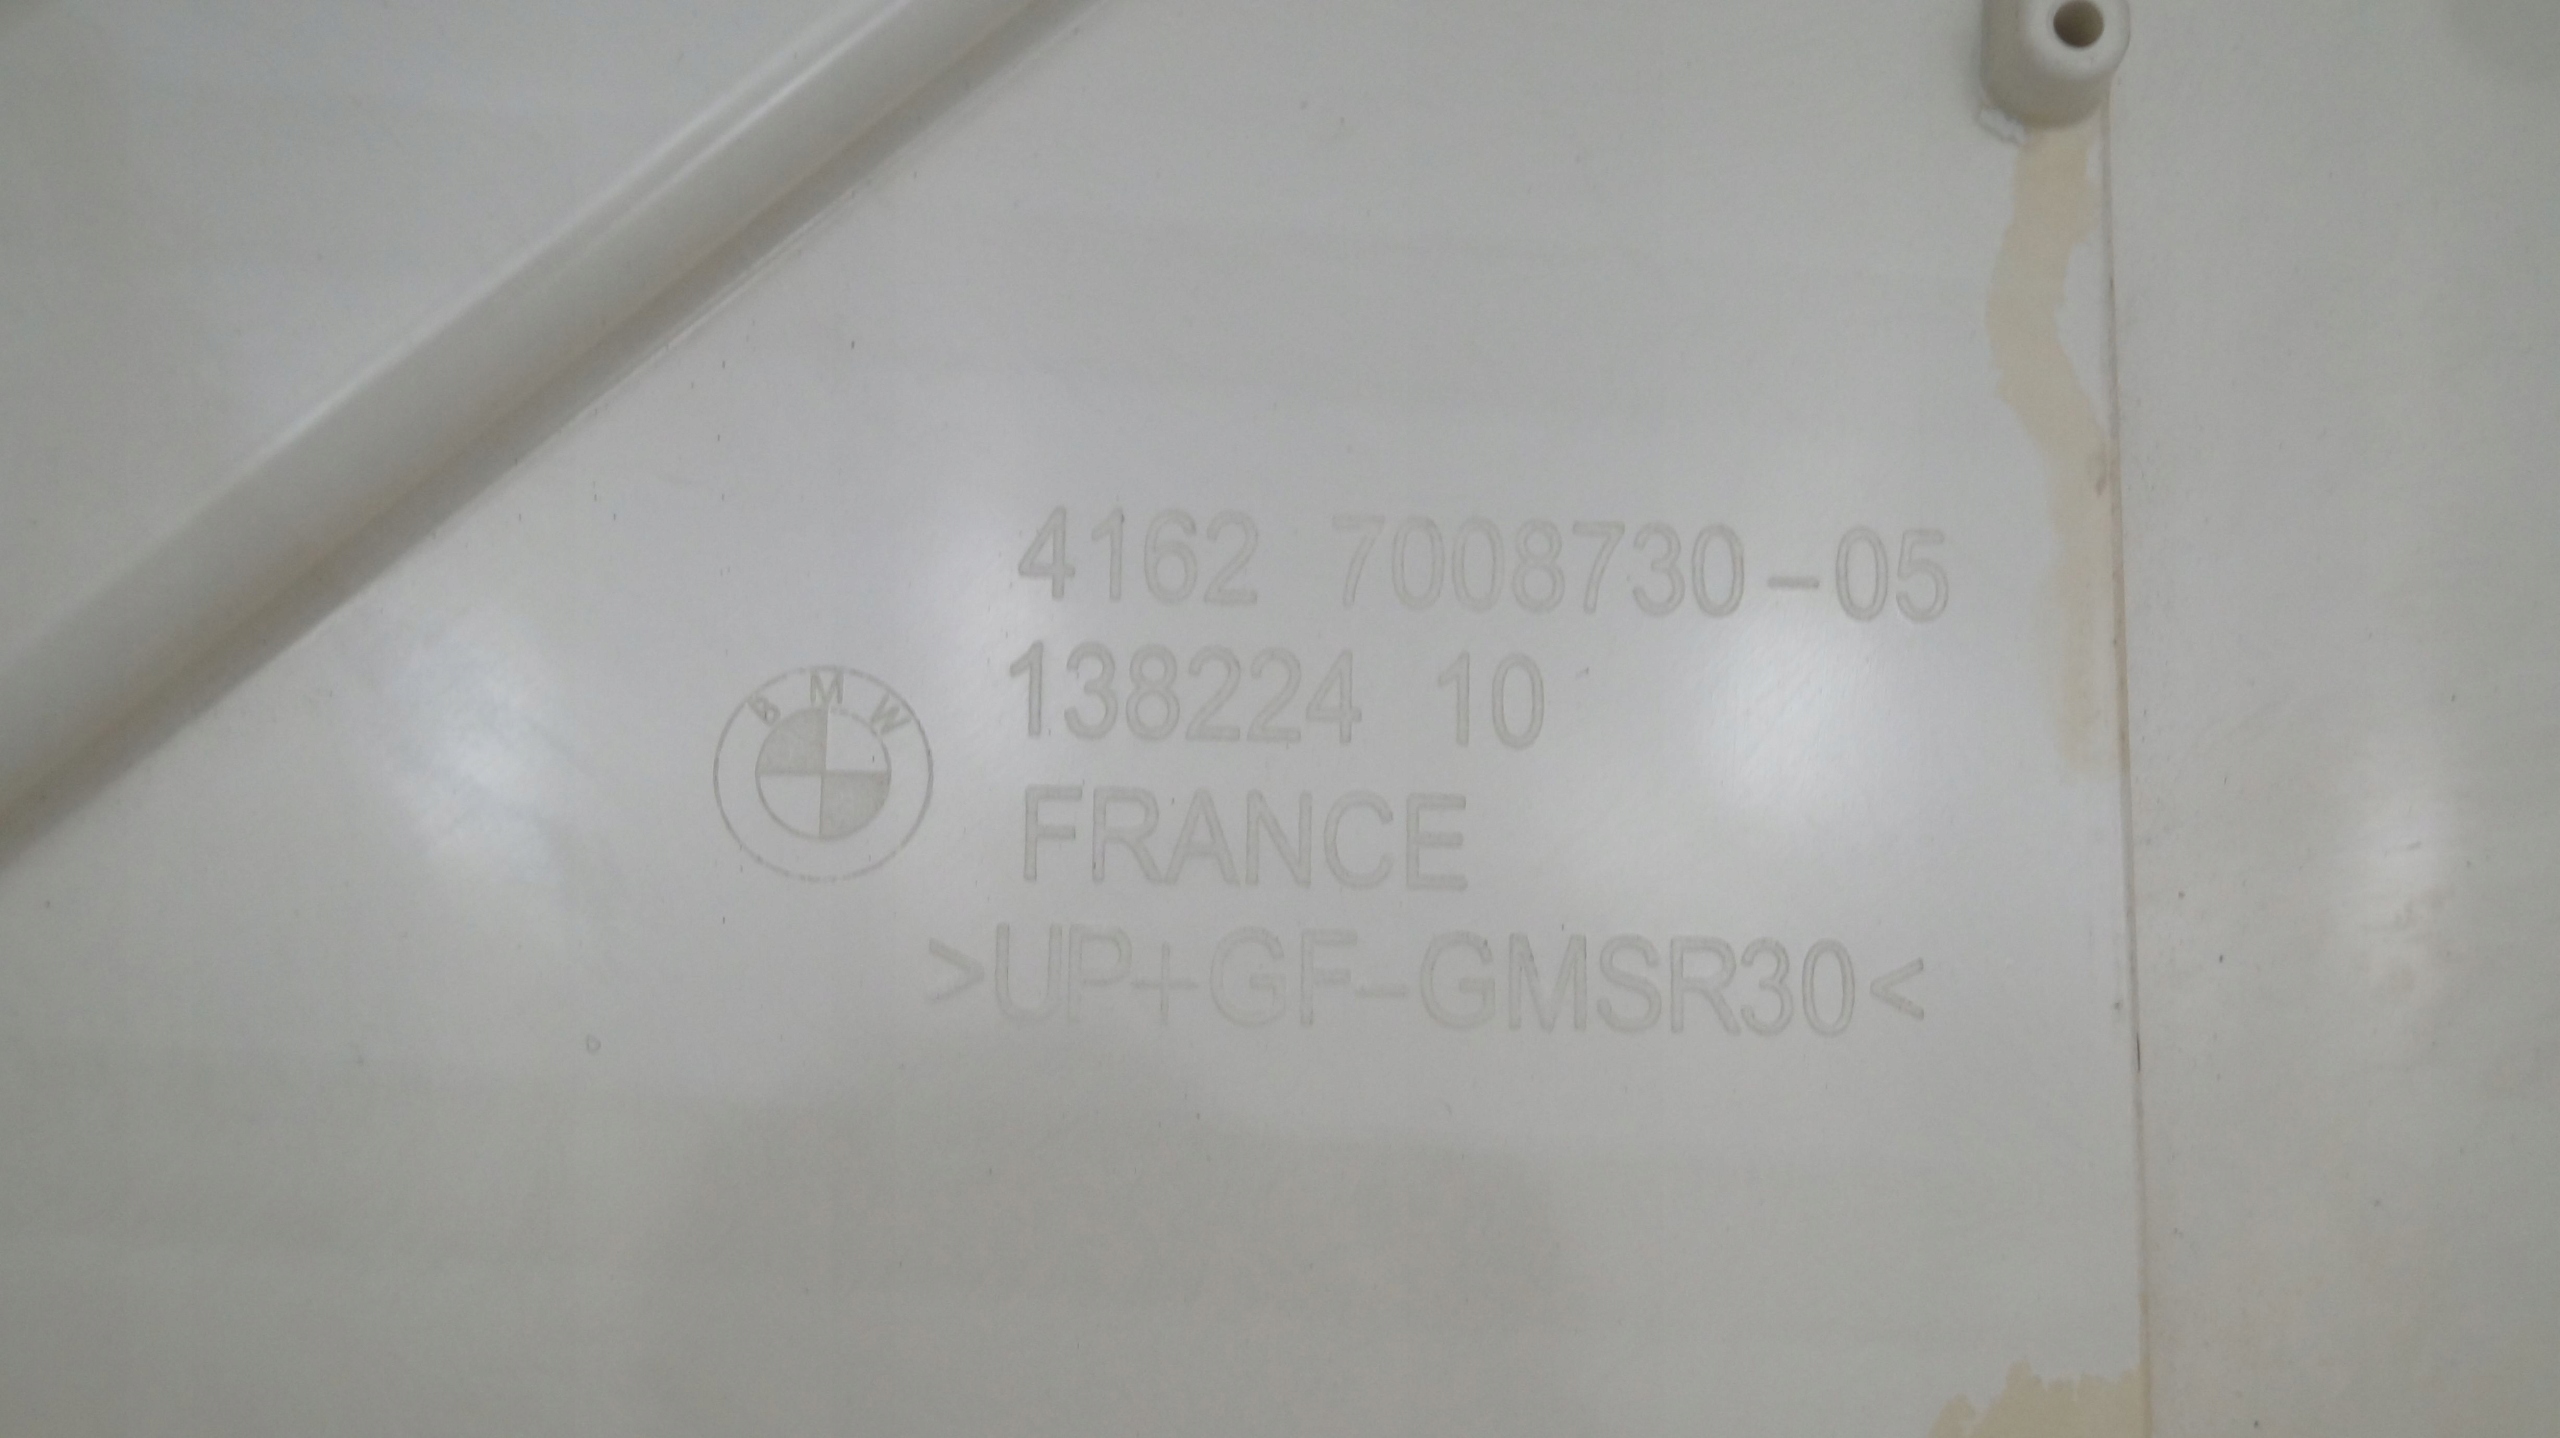 4162 7008730-05
138224 10
BMW
FRANCE
>UP+GF-GMSR30<